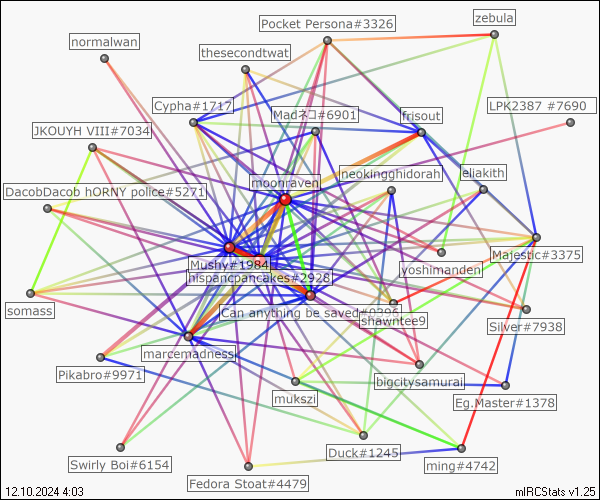 zebula
Pocket Persona#3326
normalwan
thesecondtwat
LPK2387 #7690
Cypha#1717
Madネコ#6901
frisout
JKOUYH VIII#7034
moonraven
neokingghidorah
eliakith
DacobDacob hORNY police#5271
Majestic#3375
Mushy#1984
yoshimanden
hispancpancakes#2928
somass
Can anything be saved#0296
shawntee9
Silver#7938
marcemadness
Pikabro#9971
bigcitysamurai
mukszi
Eg.Master#1378
Duck#1245
Swirly Boi#6154
ming#4742
Fedora Stoat#4479
12.10.2024 4:03
mIRCStats v1.25